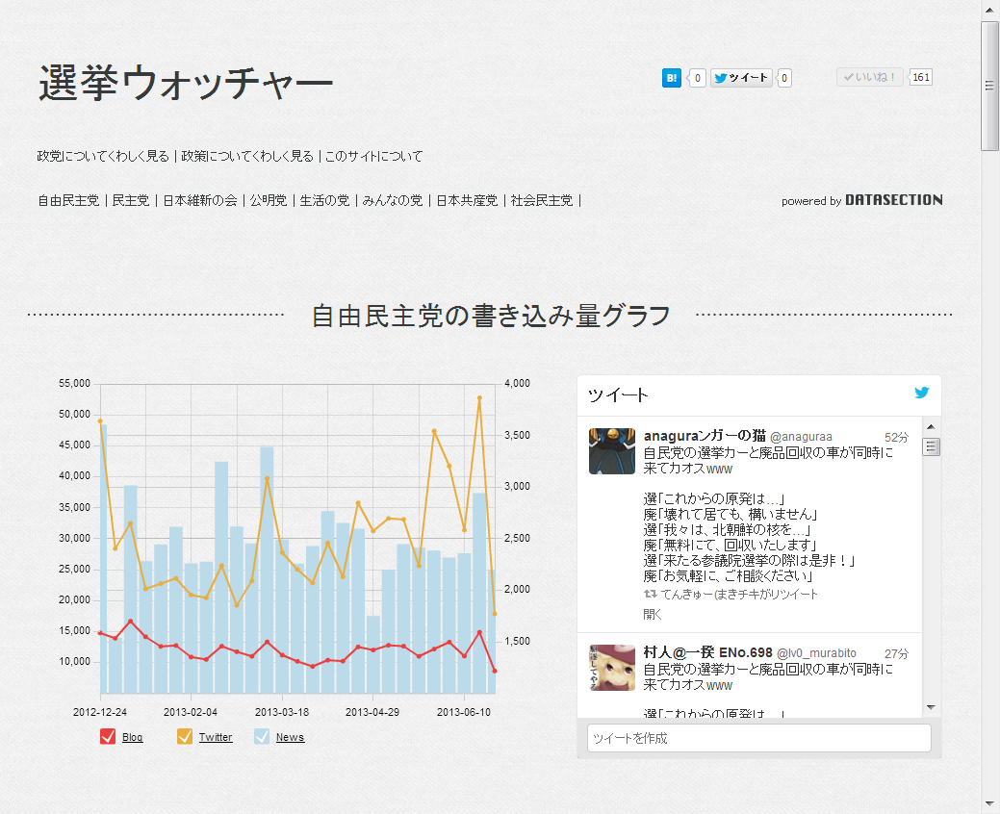 選挙ウォッチャー
B! 0 ツイート 0 いいね！ 161
政党についてくわしく見る | 政策についてくわしく見る | このサイトについて
自由民主党 | 民主党 | 日本維新の会 | 公明党 | 生活の党 | みんなの党 | 日本共産党 | 社会民主党 |
powered by DATASECTION
自由民主党の書き込み量グラフ
55,000
50,000
45,000
40,000
35,000
30,000
25,000
20,000
15,000
10,000
4,000
3,500
3,000
2,500
2,000
1,500
2012-12-24 2013-02-04 2013-03-18 2013-04-29 2013-06-10
Blog Twitter News
ツイート
anaguraンガーの猫 @anaguraa 52分
自民党の選挙カーと廃品回収の車が同時に
来てカオスwww
選「これからの原発は…」
廃「壊れて居ても、構いません」
選「我々は、北朝鮮の核を…」
廃「無料にて、回収いたします」
選「来たる参議院選挙の際は是非！」
廃「お気軽に、ご相談ください」
てんきゅー(まきチキがリツイート
開く
村人@一揆 ENo.698 @lv0_murabito 27分
自民党の選挙カーと廃品回収の車が同時に
来てカオスwww
選「これからの原発は…」
ツイートを作成